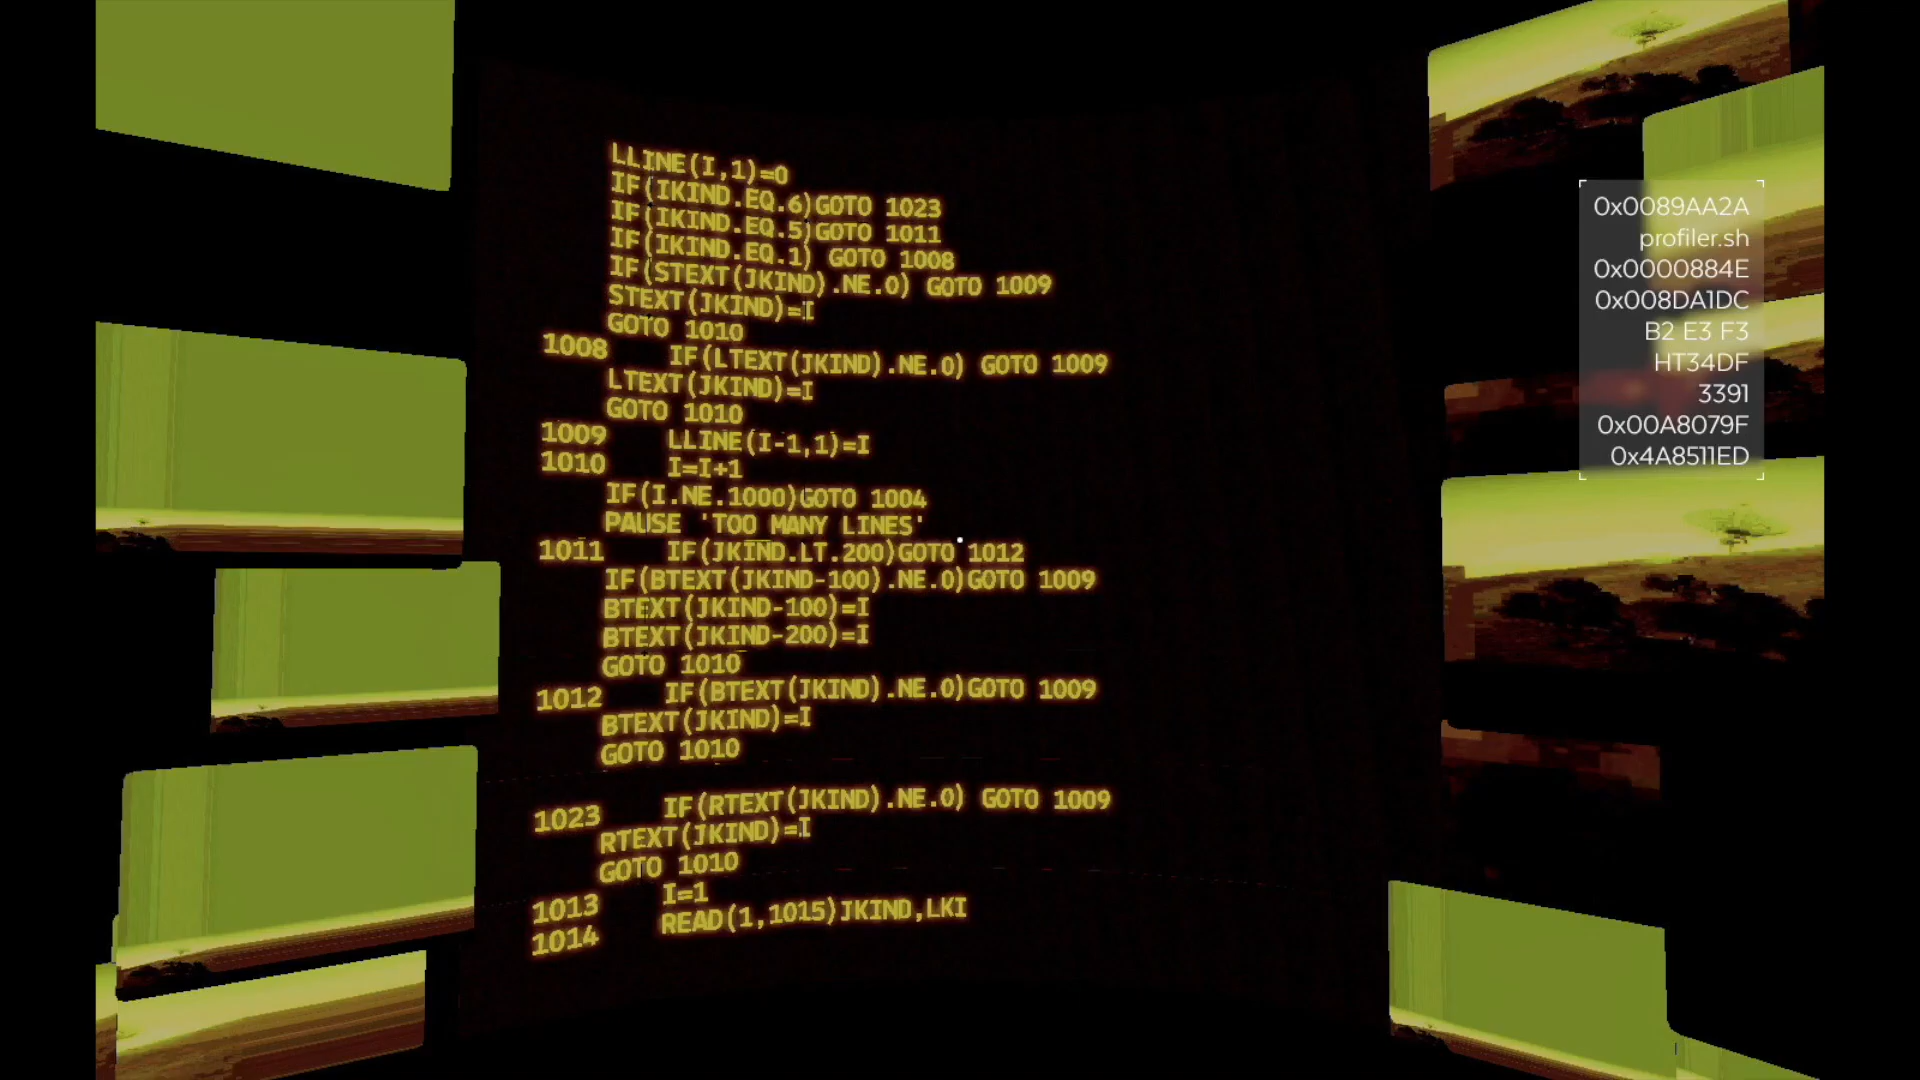 LLINE(I,1)=0
IF(IKIND.EQ.6)GOTO 1023
IF(IKIND.EQ.5)GOTO 1011
IF(IKIND.EQ.1) GOTO 1008
IF(STEXT(JKIND).NE.0) GOTO 1009
STEXT(JKIND)=I
GOTO 1010
1008 IF(LTEXT(JKIND).NE.0) GOTO 1009
LTEXT(JKIND)=I
GOTO 1010
1009 LLINE(I-1,1)=I
1010 I=I+1
IF(I.NE.1000)GOTO 1004
PAUSE 'TOO MANY LINES'
1011 IF(JKIND.LT.200)GOTO 1012
IF(BTEXT(JKIND-100).NE.0)GOTO 1009
BTEXT(JKIND-100)=I
BTEXT(JKIND-200)=I
GOTO 1010
1012 IF(BTEXT(JKIND).NE.0)GOTO 1009
BTEXT(JKIND)=I
GOTO 1010
1023 IF(RTEXT(JKIND).NE.0) GOTO 1009
RTEXT(JKIND)=I
GOTO 1010
1013 I=1
1014 READ(1,1015)JKIND,LKI
0x0089AA2A
profiler.sh
0x0000884E
0x008DA1DC
B2 E3 F3
HT34DF
3391
0x00A8079F
0x4A8511ED